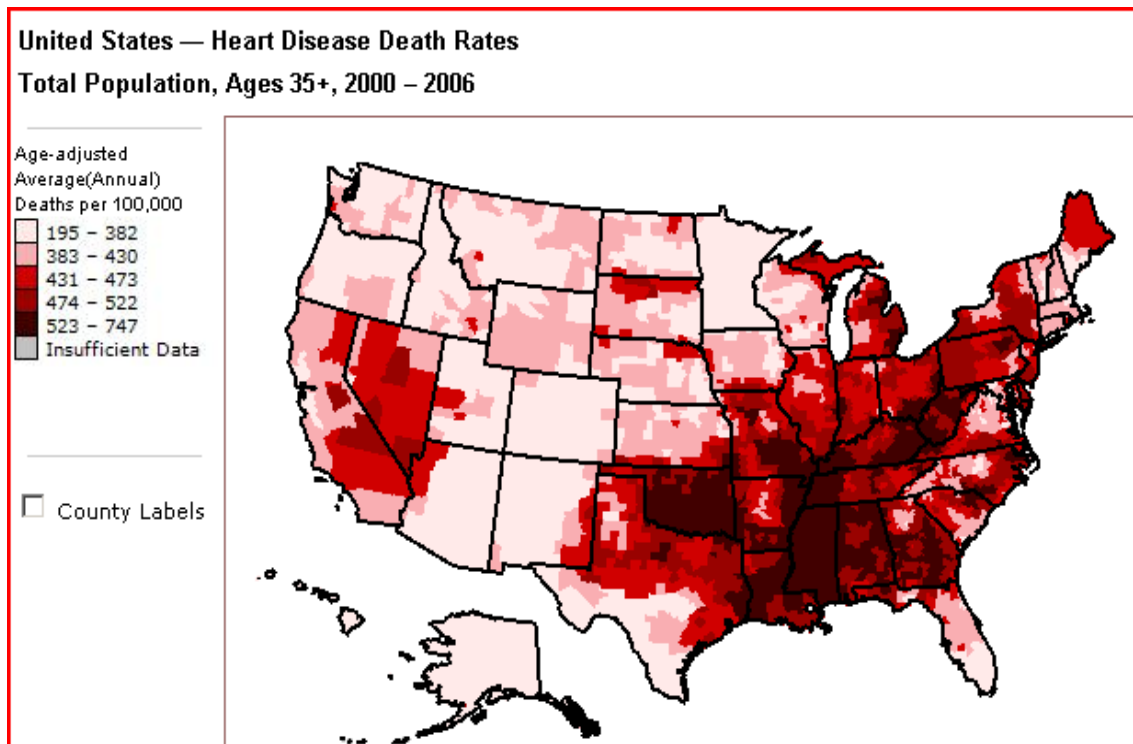 United States — Heart Disease Death Rates
Total Population, Ages 35+, 2000 – 2006
Age-adjusted
Average(Annual)
Deaths per 100,000
195 – 382
383 – 430
431 – 473
474 – 522
523 – 747
Insufficient Data
County Labels